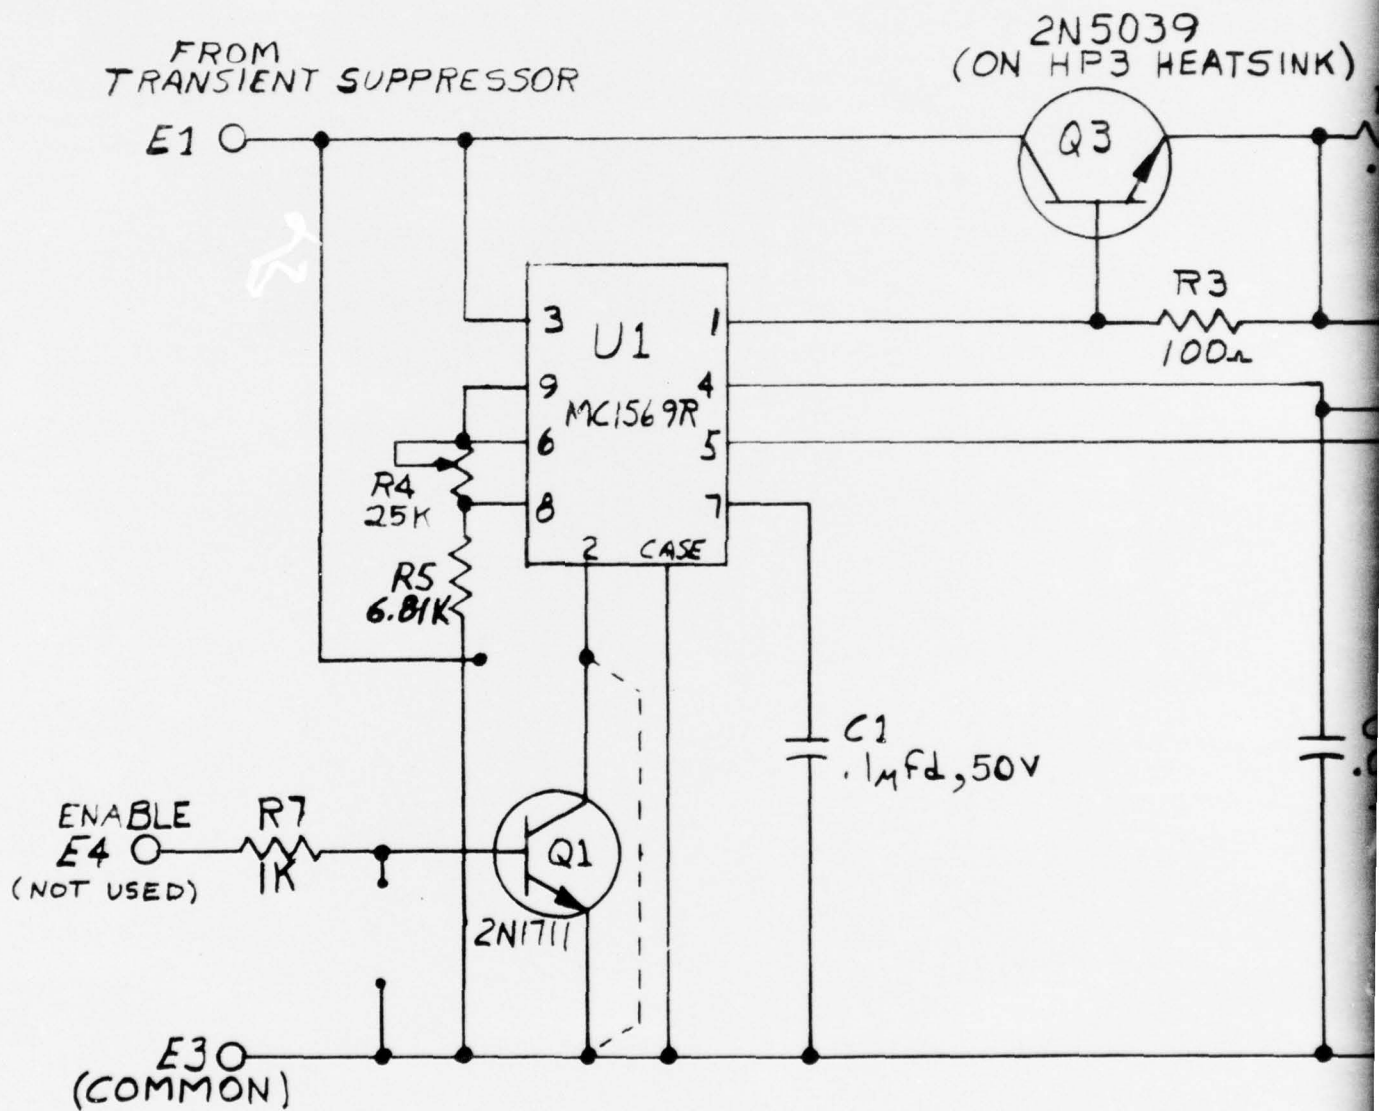 FROM
TRANSIENT SUPPRESSOR
E1
2N5039
(ON HP3 HEATSINK)
Q3
R3
100Ω
3
U1
1
9
MC1569R
4
6
5
R4
25K
8
7
2
CASE
R5
6.81K
C1
.1Mfd, 50V
ENABLE
E4
(NOT USED)
R7
1K
Q1
2N1711
E3
(COMMON)